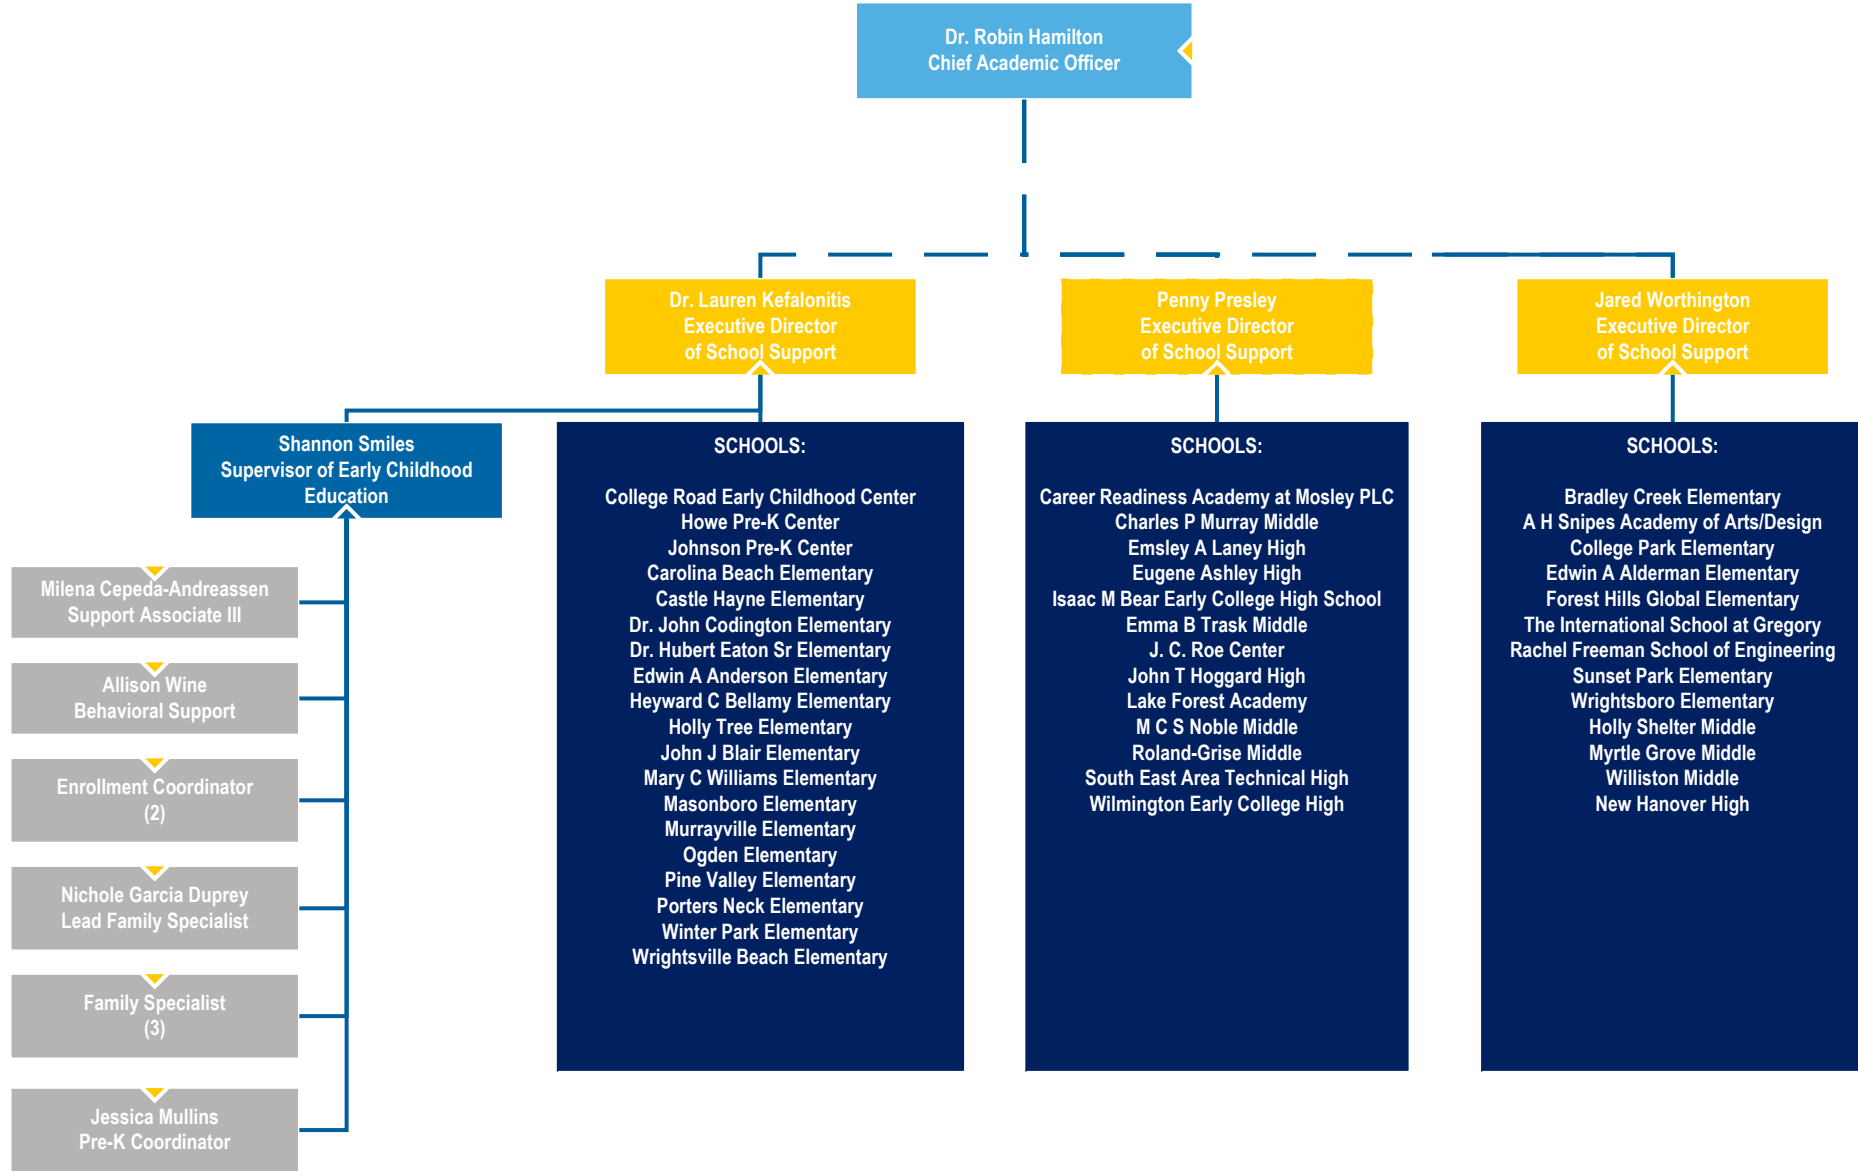 Dr. Robin Hamilton
Chief Academic Officer
Dr. Lauren Kefalonitis
Executive Director
of School Support
Penny Presley
Executive Director
of School Support
Jared Worthington
Executive Director
of School Support
Shannon Smiles
Supervisor of Early Childhood
Education
Milena Cepeda-Andreassen
Support Associate III
Allison Wine
Behavioral Support
Enrollment Coordinator
(2)
Nichole Garcia Duprey
Lead Family Specialist
Family Specialist
(3)
Jessica Mullins
Pre-K Coordinator
SCHOOLS:
College Road Early Childhood Center
Howe Pre-K Center
Johnson Pre-K Center
Carolina Beach Elementary
Castle Hayne Elementary
Dr. John Codington Elementary
Dr. Hubert Eaton Sr Elementary
Edwin A Anderson Elementary
Heyward C Bellamy Elementary
Holly Tree Elementary
John J Blair Elementary
Mary C Williams Elementary
Masonboro Elementary
Murrayville Elementary
Ogden Elementary
Pine Valley Elementary
Porters Neck Elementary
Winter Park Elementary
Wrightsville Beach Elementary
SCHOOLS:
Career Readiness Academy at Mosley PLC
Charles P Murray Middle
Emsley A Laney High
Eugene Ashley High
Isaac M Bear Early College High School
Emma B Trask Middle
J. C. Roe Center
John T Hoggard High
Lake Forest Academy
M C S Noble Middle
Roland-Grise Middle
South East Area Technical High
Wilmington Early College High
SCHOOLS:
Bradley Creek Elementary
A H Snipes Academy of Arts/Design
College Park Elementary
Edwin A Alderman Elementary
Forest Hills Global Elementary
The International School at Gregory
Rachel Freeman School of Engineering
Sunset Park Elementary
Wrightsboro Elementary
Holly Shelter Middle
Myrtle Grove Middle
Williston Middle
New Hanover High